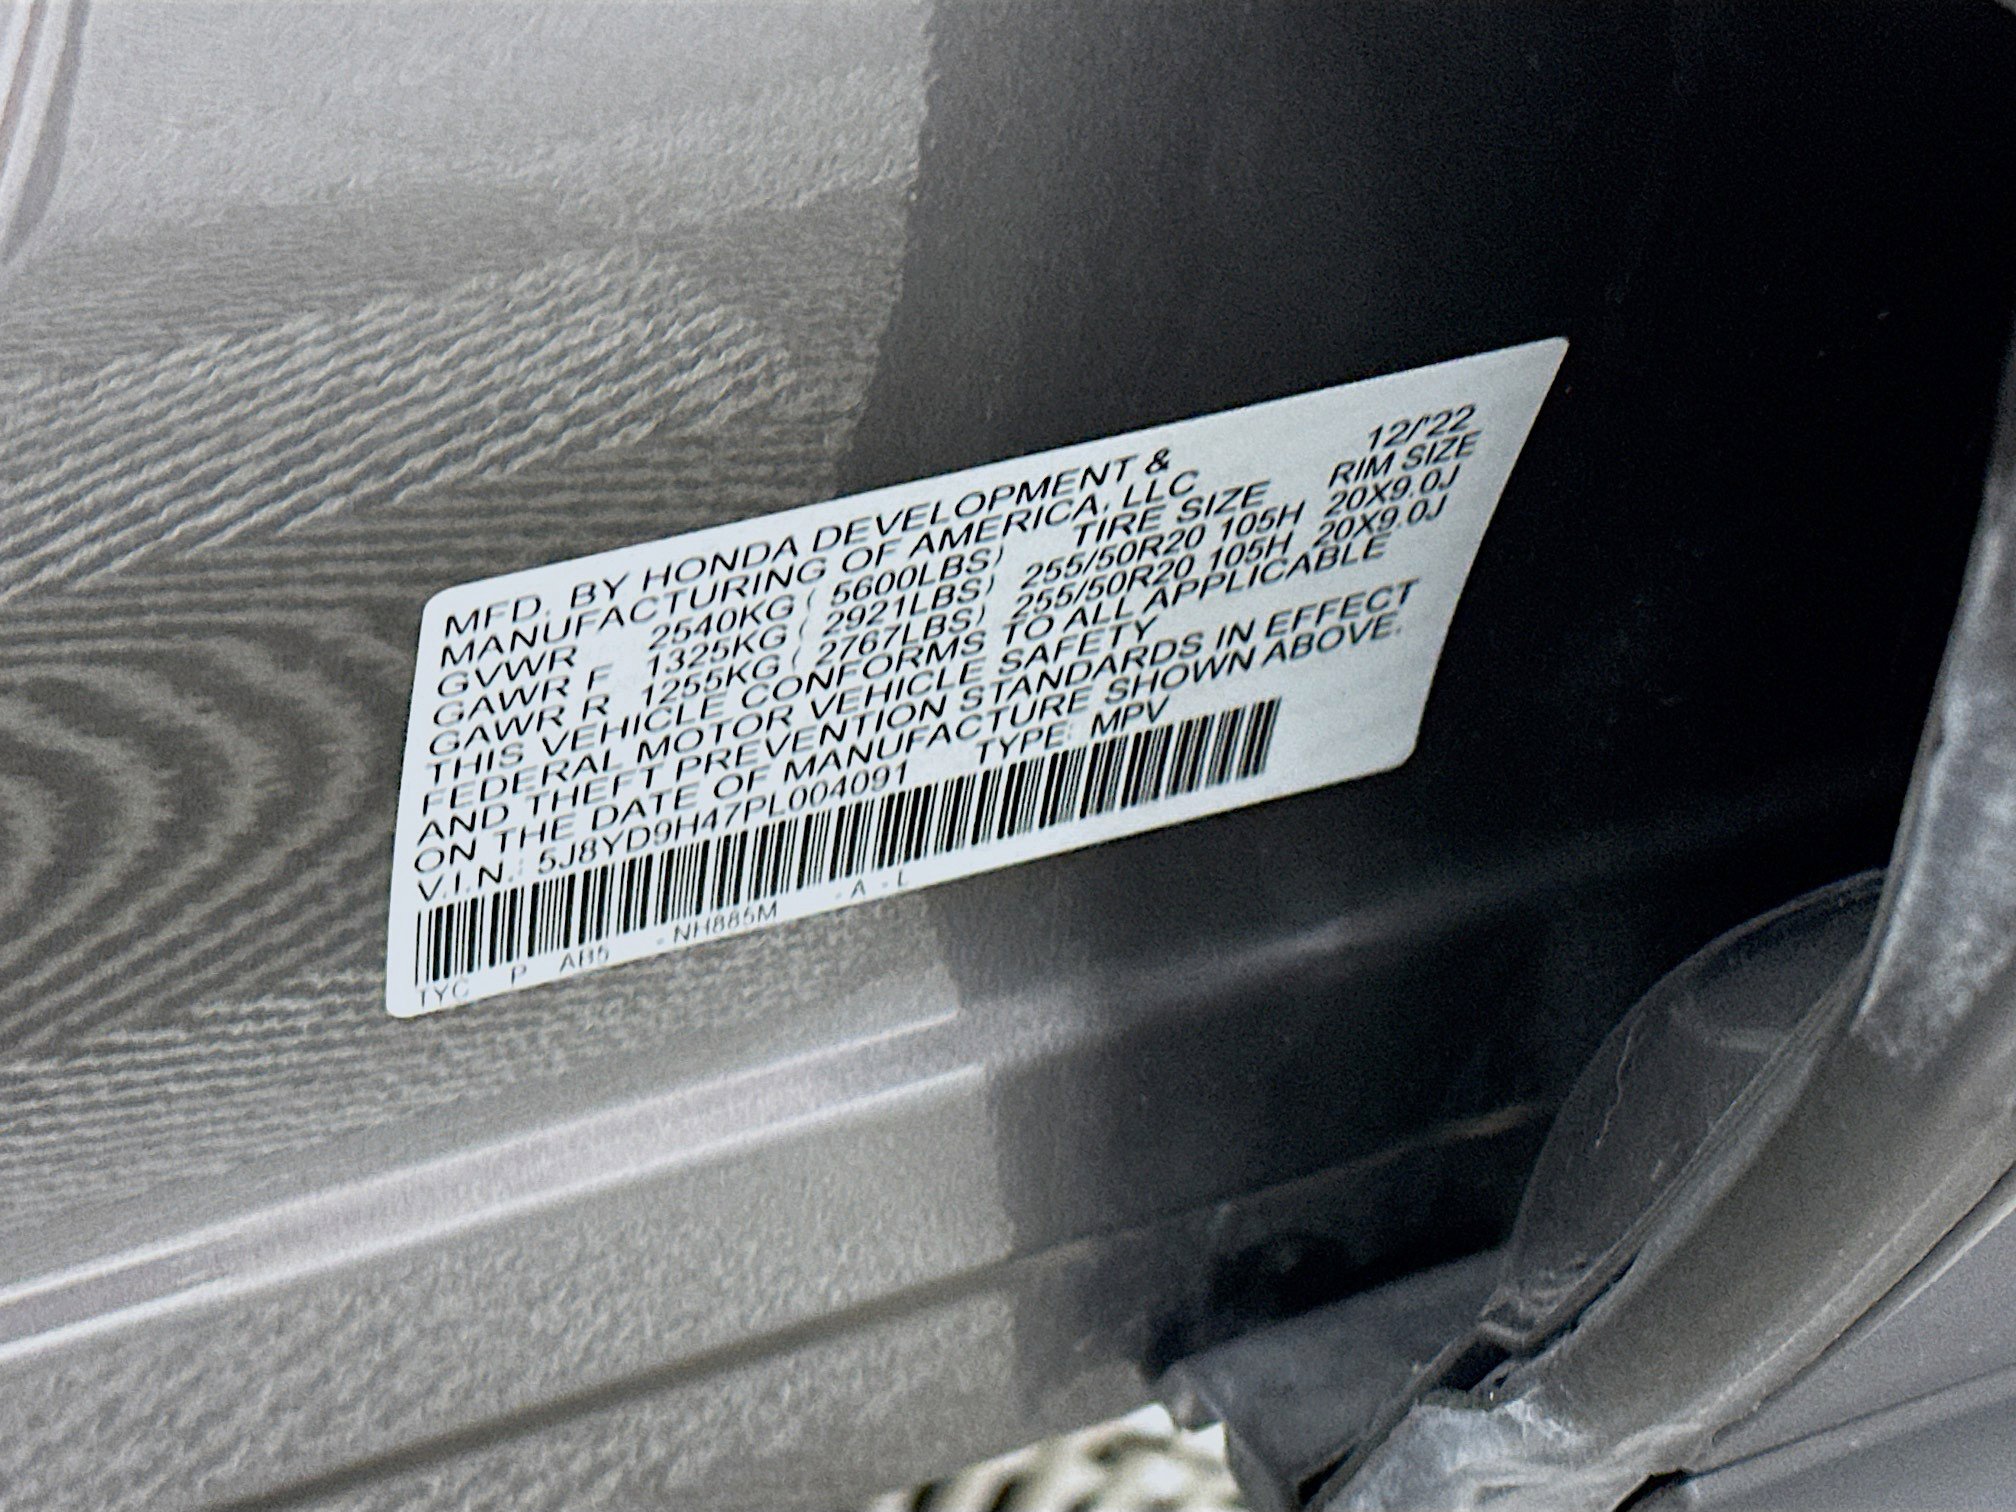 MFD. BY HONDA DEVELOPMENT &
MANUFACTURING OF AMERICA, LLC 12/'22
GVWR 2540KG ( 5600LBS) TIRE SIZE RIM SIZE
GAWR F 1325KG ( 2921LBS) 255/50R20 105H 20X9.0J
GAWR R 1255KG ( 2767LBS) 255/50R20 105H 20X9.0J
THIS VEHICLE CONFORMS TO ALL APPLICABLE
FEDERAL MOTOR VEHICLE SAFETY
AND THEFT PREVENTION STANDARDS IN EFFECT
ON THE DATE OF MANUFACTURE SHOWN ABOVE.
V.I.N.: 5J8YD9H47PL004091 TYPE: MPV
TYC P AB5 - NH885M - A - L